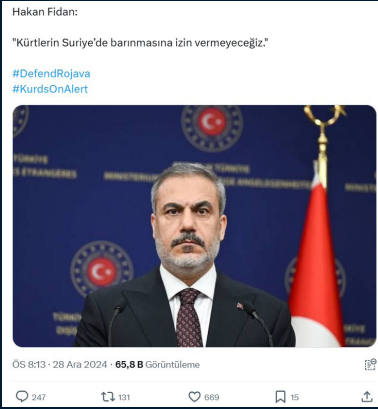 Hakan Fidan:
"Kürtlerin Suriye'de barınmasına izin vermeyeceğiz."
#DefendRojava
#KurdsOnAlert
ÖS 8:13 · 28 Ara 2024 · 65,8 B Görüntüleme
247 131 669 15